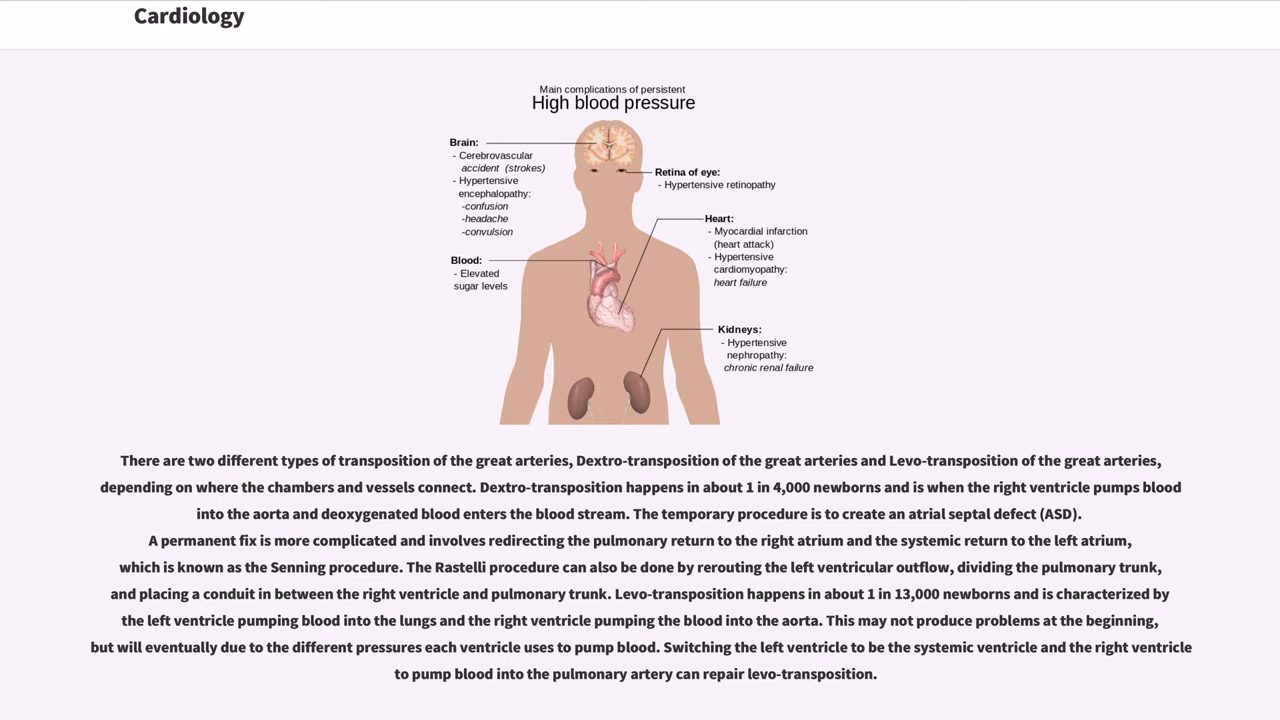 Cardiology
Main complications of persistent
High blood pressure
Brain:
- Cerebrovascular
accident (strokes)
- Hypertensive
encephalopathy:
-confusion
-headache
-convulsion
Retina of eye:
- Hypertensive retinopathy
Heart:
- Myocardial infarction
(heart attack)
- Hypertensive
cardiomyopathy:
heart failure
Blood:
- Elevated
sugar levels
Kidneys:
- Hypertensive
nephropathy:
chronic renal failure
There are two different types of transposition of the great arteries, Dextro-transposition of the great arteries and Levo-transposition of the great arteries,
depending on where the chambers and vessels connect. Dextro-transposition happens in about 1 in 4,000 newborns and is when the right ventricle pumps blood
into the aorta and deoxygenated blood enters the blood stream. The temporary procedure is to create an atrial septal defect (ASD).
A permanent fix is more complicated and involves redirecting the pulmonary return to the right atrium and the systemic return to the left atrium,
which is known as the Senning procedure. The Rastelli procedure can also be done by rerouting the left ventricular outflow, dividing the pulmonary trunk,
and placing a conduit in between the right ventricle and pulmonary trunk. Levo-transposition happens in about 1 in 13,000 newborns and is characterized by
the left ventricle pumping blood into the lungs and the right ventricle pumping the blood into the aorta. This may not produce problems at the beginning,
but will eventually due to the different pressures each ventricle uses to pump blood. Switching the left ventricle to be the systemic ventricle and the right ventricle
to pump blood into the pulmonary artery can repair levo-transposition.